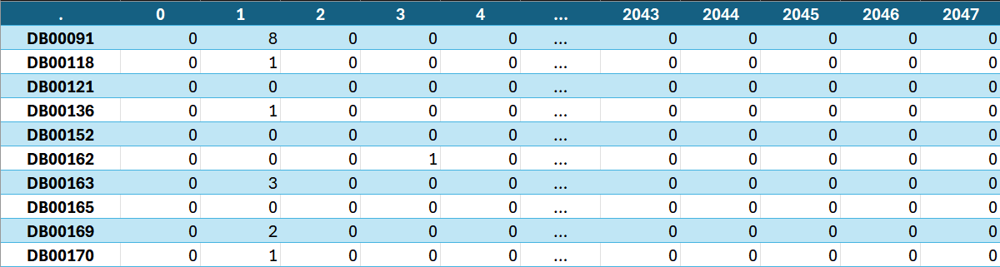 . 0 1 2 3 4 ... 2043 2044 2045 2046 2047
DB00091 0 8 0 0 0 ... 0 0 0 0 0
DB00118 0 1 0 0 0 ... 0 0 0 0 0
DB00121 0 0 0 0 0 ... 0 0 0 0 0
DB00136 0 1 0 0 0 ... 0 0 0 0 0
DB00152 0 0 0 0 0 ... 0 0 0 0 0
DB00162 0 0 0 1 0 ... 0 0 0 0 0
DB00163 0 3 0 0 0 ... 0 0 0 0 0
DB00165 0 0 0 0 0 ... 0 0 0 0 0
DB00169 0 2 0 0 0 ... 0 0 0 0 0
DB00170 0 1 0 0 0 ... 0 0 0 0 0